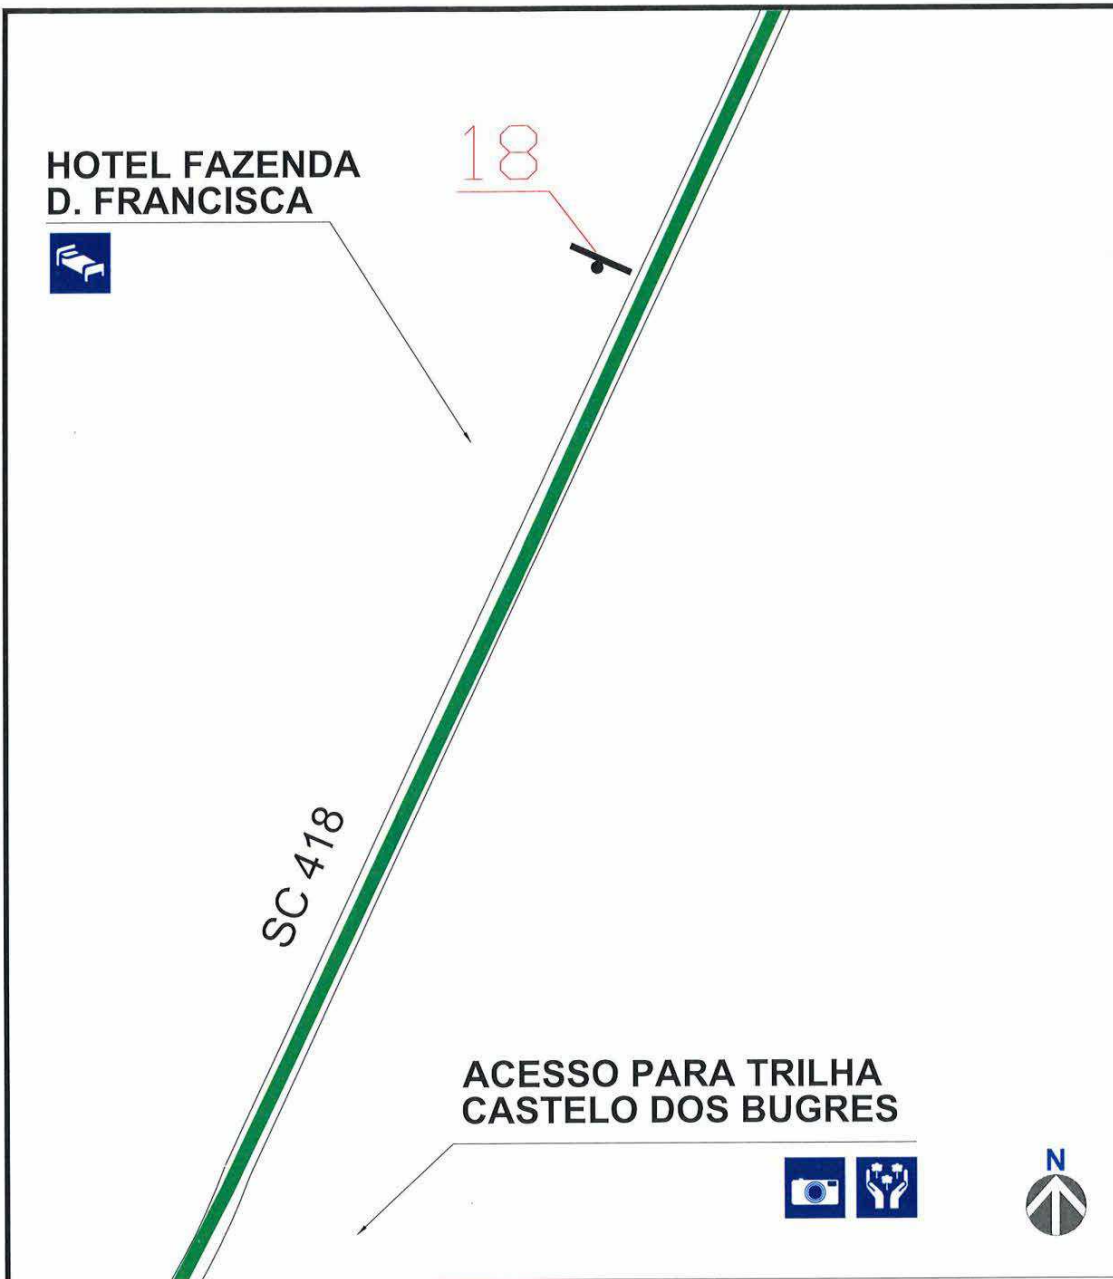 HOTEL FAZENDA
D. FRANCISCA
18
SC 418
ACESSO PARA TRILHA
CASTELO DOS BUGRES
N